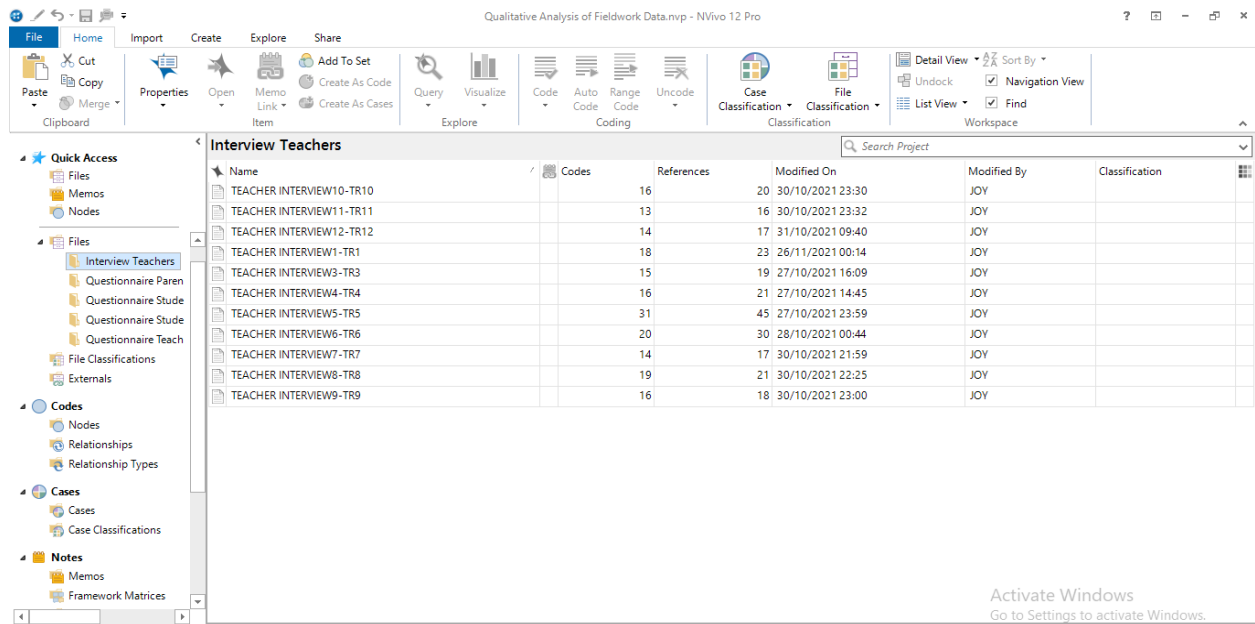 Qualitative Analysis of Fieldwork Data.nvp - NVivo 12 Pro
File Home Import Create Explore Share
Paste
Cut
Copy
Merge
Clipboard
Properties
Open
Memo Link
Add To Set
Create As Code
Create As Cases
Item
Query
Visualize
Explore
Code
Auto Code
Range Code
Uncode
Coding
Case Classification
File Classification
Classification
Detail View
Sort By
Undock
Navigation View
List View
Find
Workspace
Quick Access
Files
Memos
Nodes
Files
Interview Teachers
Questionnaire Paren
Questionnaire Stude
Questionnaire Stude
Questionnaire Teach
File Classifications
Externals
Codes
Nodes
Relationships
Relationship Types
Cases
Cases
Case Classifications
Notes
Memos
Framework Matrices
Interview Teachers
Search Project
Name Codes References Modified On Modified By Classification
TEACHER INTERVIEW10-TR10 16 20 30/10/2021 23:30 JOY
TEACHER INTERVIEW11-TR11 13 16 30/10/2021 23:32 JOY
TEACHER INTERVIEW12-TR12 14 17 31/10/2021 09:40 JOY
TEACHER INTERVIEW1-TR1 18 23 26/11/2021 00:14 JOY
TEACHER INTERVIEW3-TR3 15 19 27/10/2021 16:09 JOY
TEACHER INTERVIEW4-TR4 16 21 27/10/2021 14:45 JOY
TEACHER INTERVIEW5-TR5 31 45 27/10/2021 23:59 JOY
TEACHER INTERVIEW6-TR6 20 30 28/10/2021 00:44 JOY
TEACHER INTERVIEW7-TR7 14 17 30/10/2021 21:59 JOY
TEACHER INTERVIEW8-TR8 19 21 30/10/2021 22:25 JOY
TEACHER INTERVIEW9-TR9 16 18 30/10/2021 23:00 JOY
Activate Windows
Go to Settings to activate Windows.